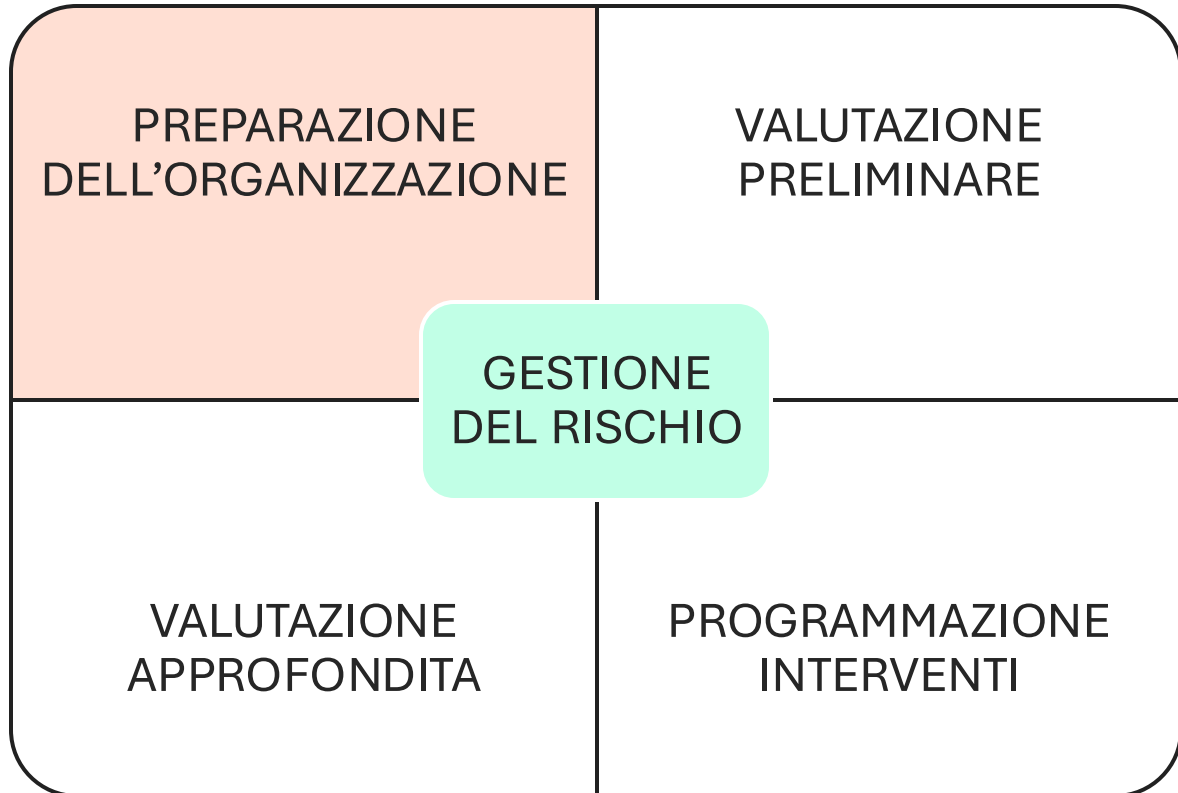 PREPARAZIONE
DELL’ORGANIZZAZIONE
VALUTAZIONE
PRELIMINARE
GESTIONE
DEL RISCHIO
VALUTAZIONE
APPROFONDITA
PROGRAMMAZIONE
INTERVENTI